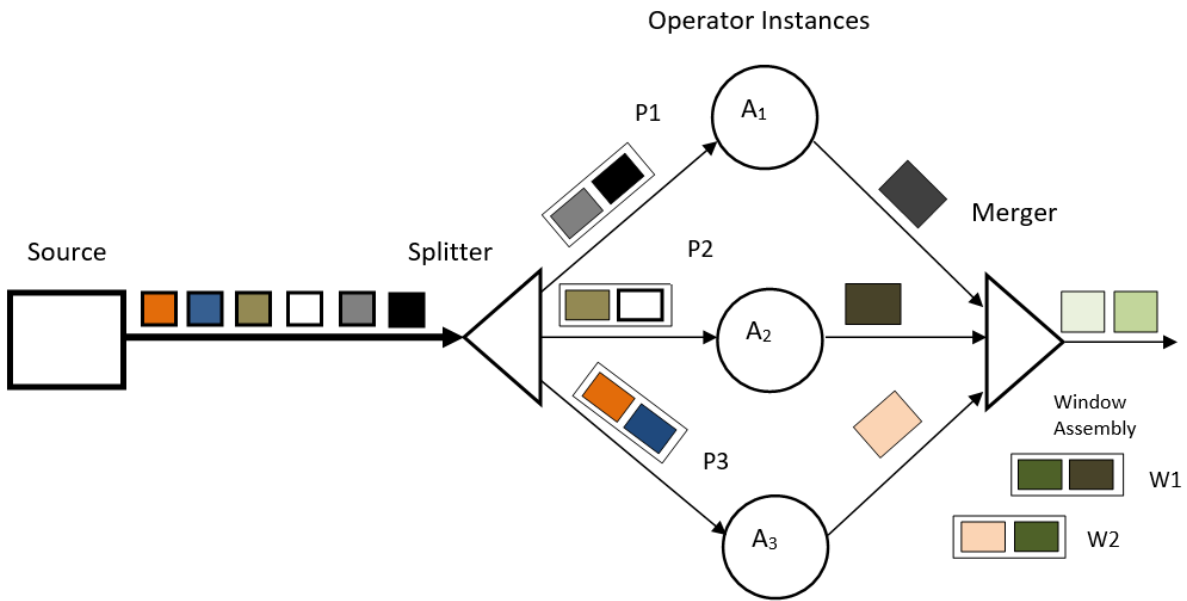 Operator Instances
P1
A₁
Merger
Source
Splitter
P2
A₂
Window
Assembly
P3
W1
A₃
W2